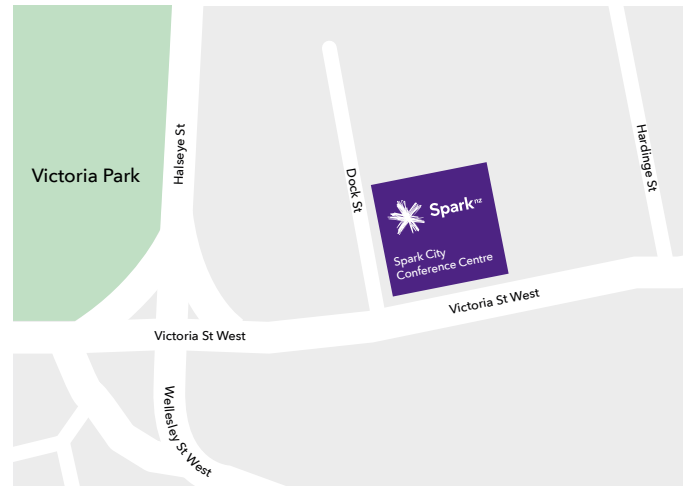 Victoria Park
Halseye St
Dock St
Hardinge St
Spark nz
Spark City
Conference Centre
Victoria St West
Victoria St West
Wellesley St West